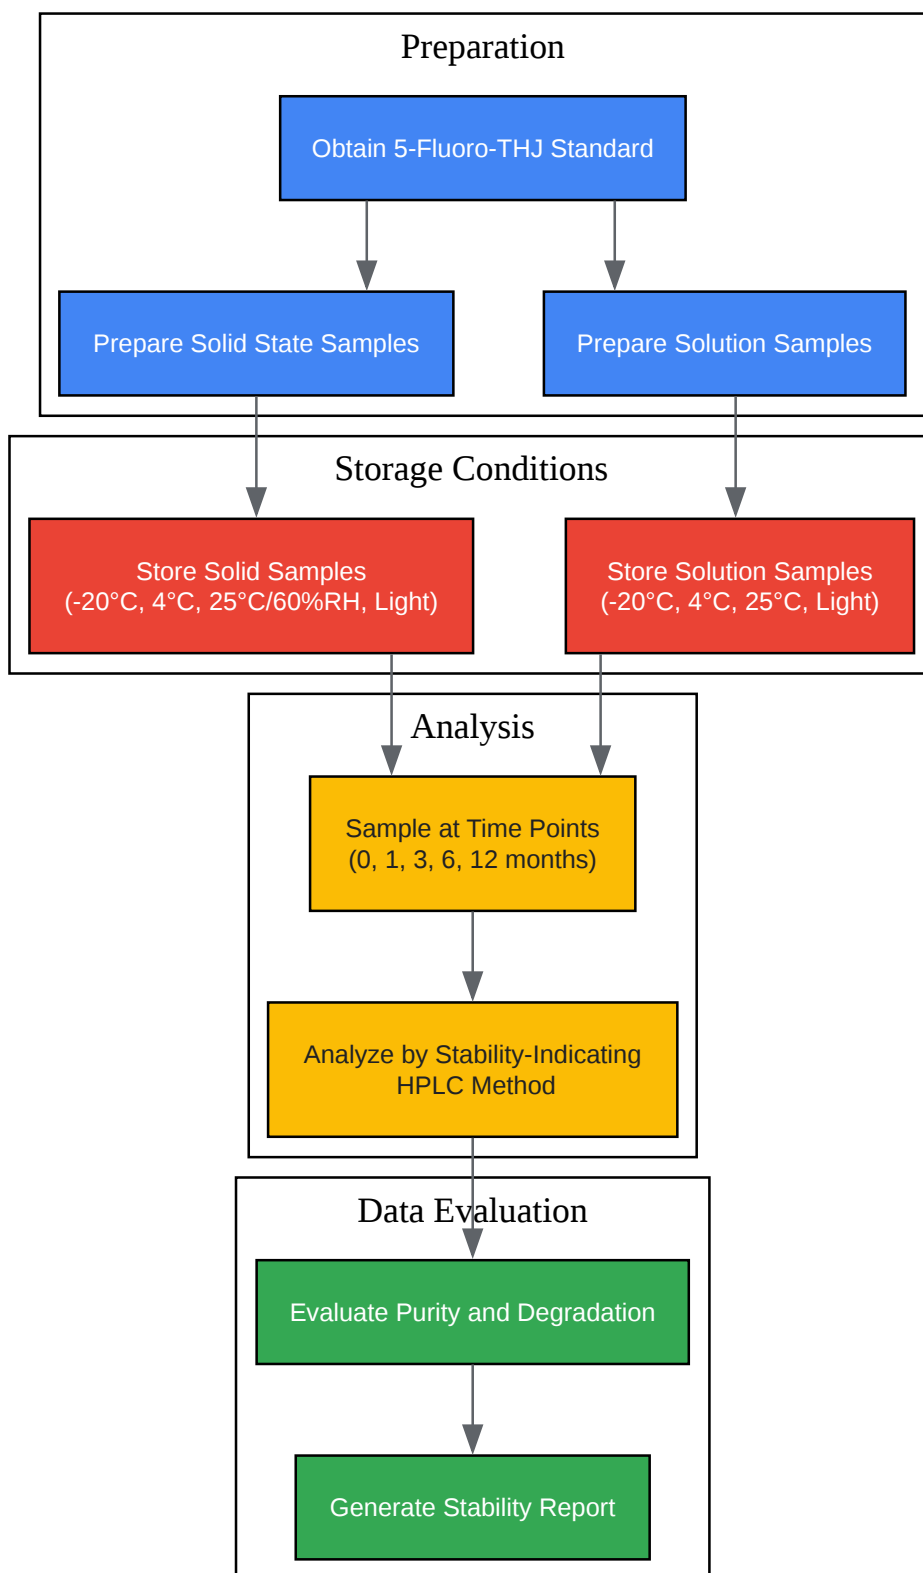 Preparation
Obtain 5-Fluoro-THJ Standard
Prepare Solid State Samples
Prepare Solution Samples
Storage Conditions
Store Solid Samples
(-20°C, 4°C, 25°C/60%RH, Light)
Store Solution Samples
(-20°C, 4°C, 25°C, Light)
Analysis
Sample at Time Points
(0, 1, 3, 6, 12 months)
Analyze by Stability-Indicating
HPLC Method
Data Evaluation
Evaluate Purity and Degradation
Generate Stability Report